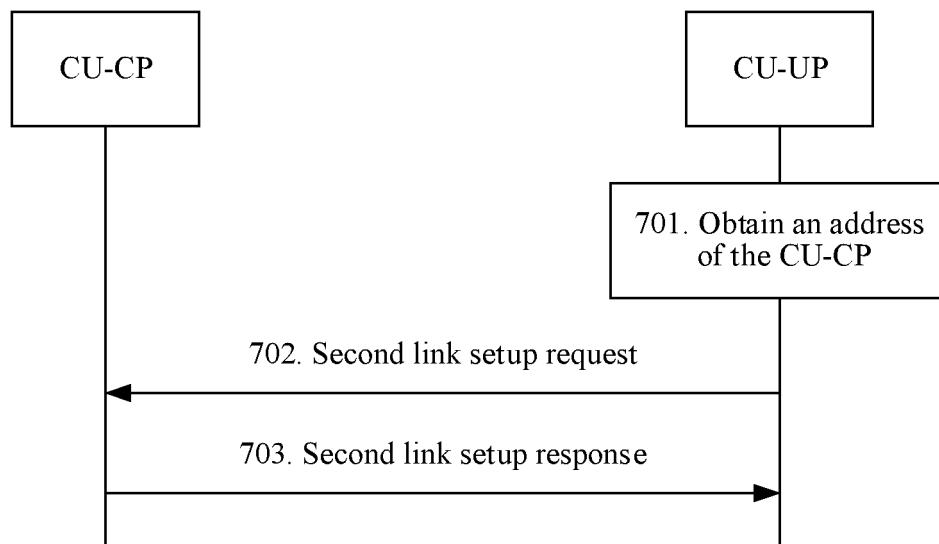 CU-CP
CU-UP
701. Obtain an address
of the CU-CP
702. Second link setup request
703. Second link setup response